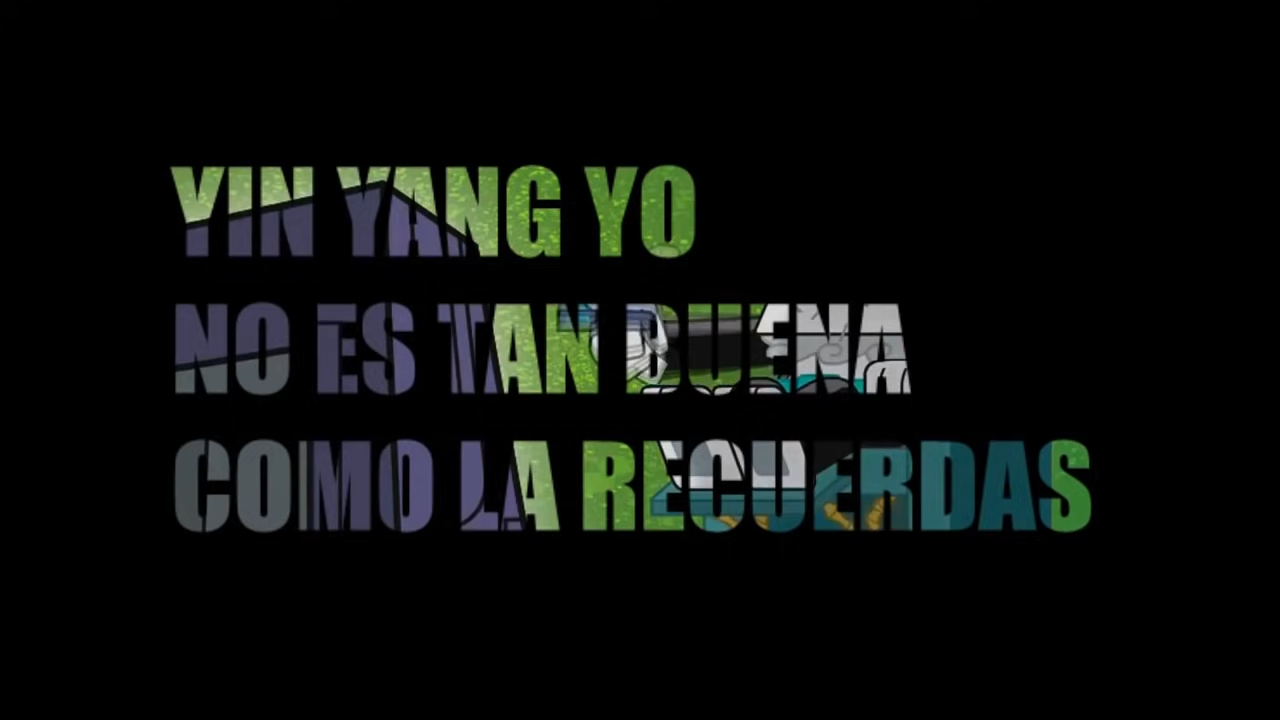 YIN YANG YO
NO ES TAN BUENA
COMO LA RECUERDAS